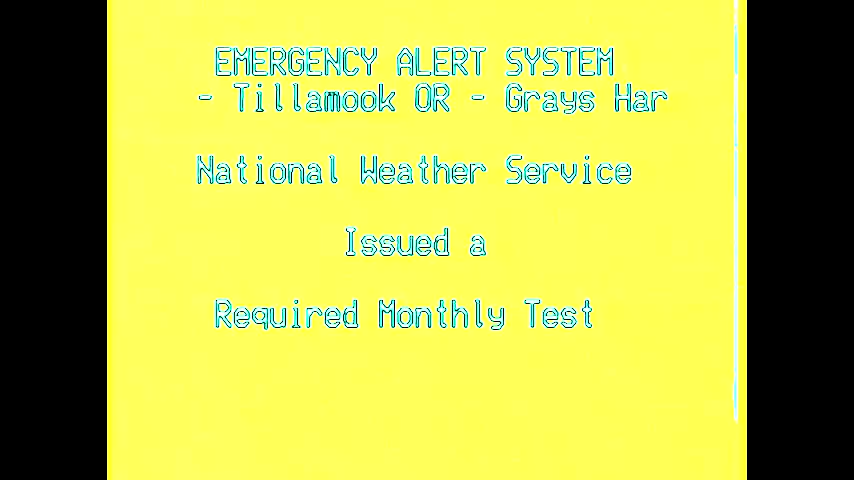 EMERGENCY ALERT SYSTEM
- Tillamook OR - Grays Har
National Weather Service
Issued a
Required Monthly Test